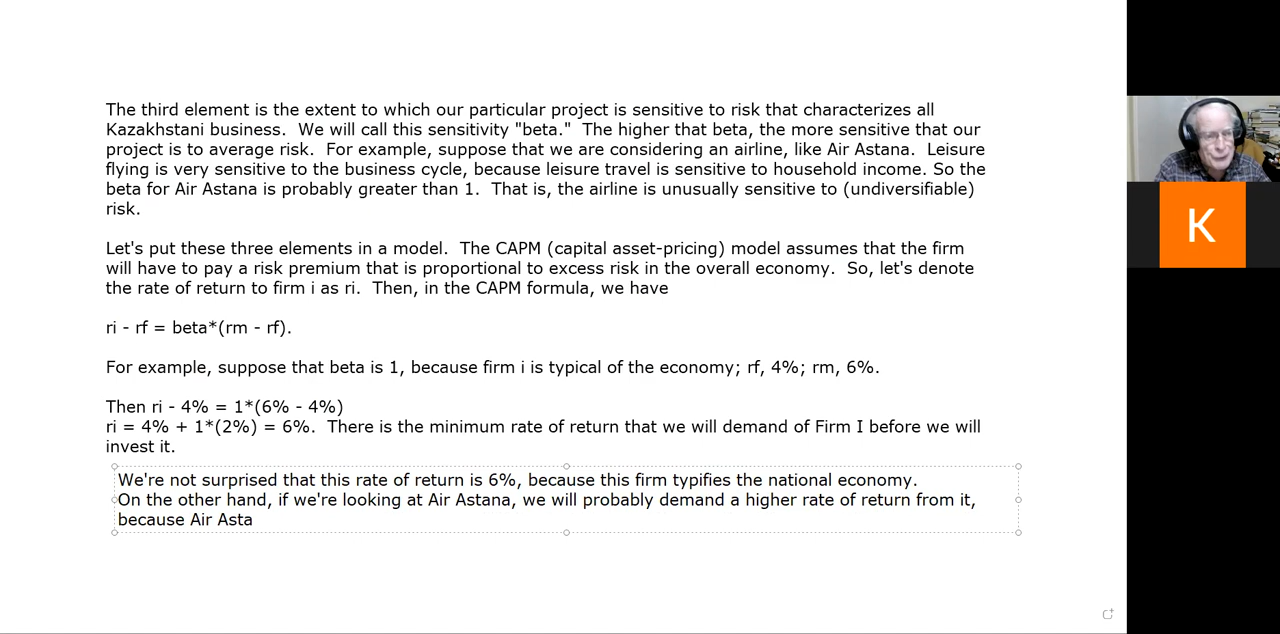 The third element is the extent to which our particular project is sensitive to risk that characterizes all
Kazakhstani business.  We will call this sensitivity "beta."  The higher that beta, the more sensitive that our
project is to average risk.  For example, suppose that we are considering an airline, like Air Astana.  Leisure
flying is very sensitive to the business cycle, because leisure travel is sensitive to household income. So the
beta for Air Astana is probably greater than 1.  That is, the airline is unusually sensitive to (undiversifiable)
risk.
Let's put these three elements in a model.  The CAPM (capital asset-pricing) model assumes that the firm
will have to pay a risk premium that is proportional to excess risk in the overall economy.  So, let's denote
the rate of return to firm i as ri.  Then, in the CAPM formula, we have
ri - rf = beta*(rm - rf).
For example, suppose that beta is 1, because firm i is typical of the economy; rf, 4%; rm, 6%.
Then ri - 4% = 1*(6% - 4%)
ri = 4% + 1*(2%) = 6%.  There is the minimum rate of return that we will demand of Firm I before we will
invest it.
We're not surprised that this rate of return is 6%, because this firm typifies the national economy.
On the other hand, if we're looking at Air Astana, we will probably demand a higher rate of return from it,
because Air Asta
K